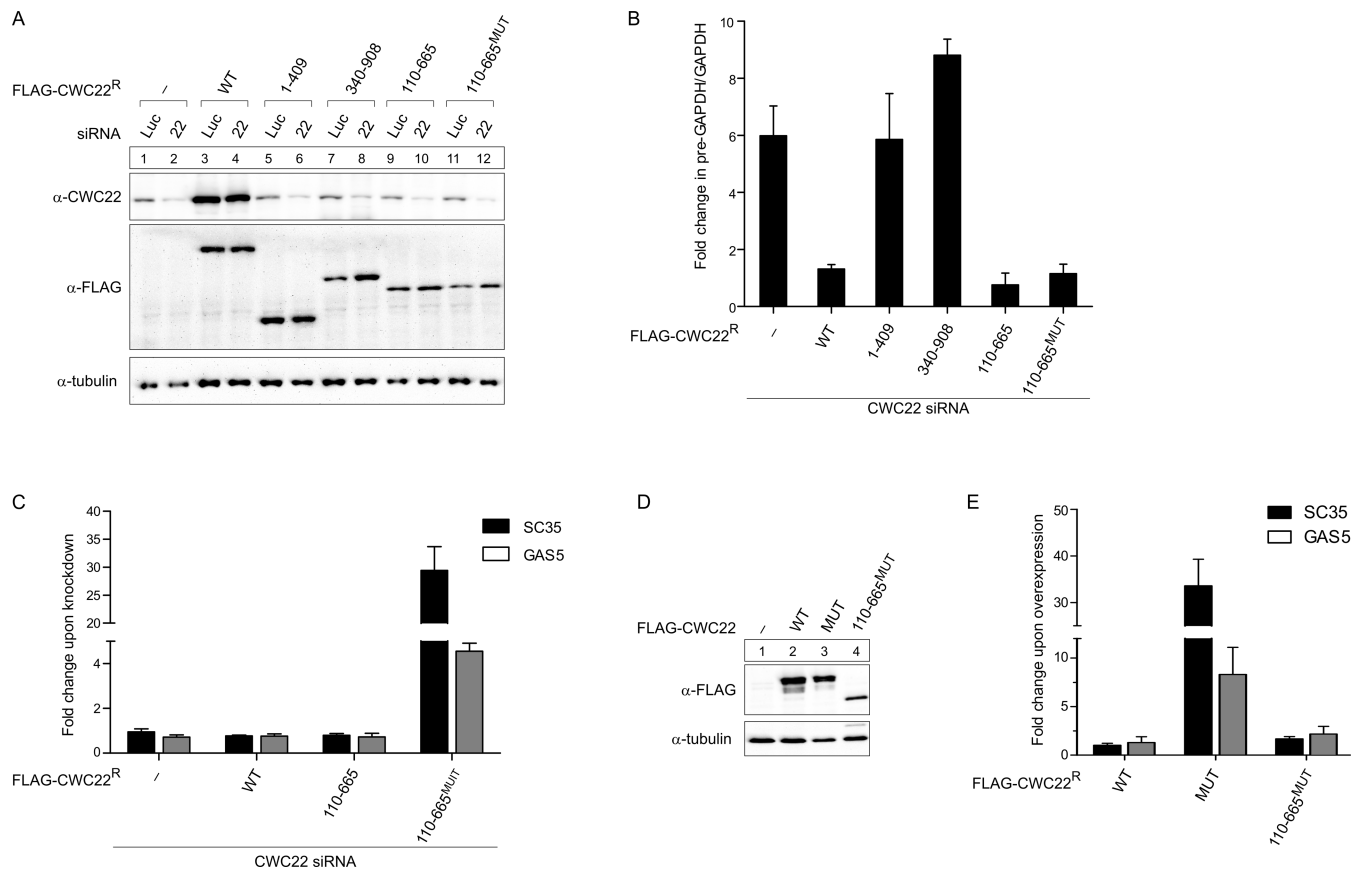 A
FLAG-CWC22R
– WT 1-409 340-908 110-665 110-665MUT
siRNA
Luc 22 Luc 22 Luc 22 Luc 22 Luc 22 Luc 22
1 2 3 4 5 6 7 8 9 10 11 12
α-CWC22
α-FLAG
α-tubulin
B
Fold change in pre-GAPDH/GAPDH
10
8
6
4
2
0
FLAG-CWC22R
– WT 1-409 340-908 110-665 110-665MUT
CWC22 siRNA
C
Fold change upon knockdown
40
35
30
25
20
4
2
0
SC35
GAS5
FLAG-CWC22R
– WT 110-665 110-665MUIT
CWC22 siRNA
D
FLAG-CWC22
– WT MUT 110-665MUT
1 2 3 4
α-FLAG
α-tubulin
E
Fold change upon overexpression
50
40
30
10
5
0
SC35
GAS5
FLAG-CWC22R
WT MUT 110-665MUT